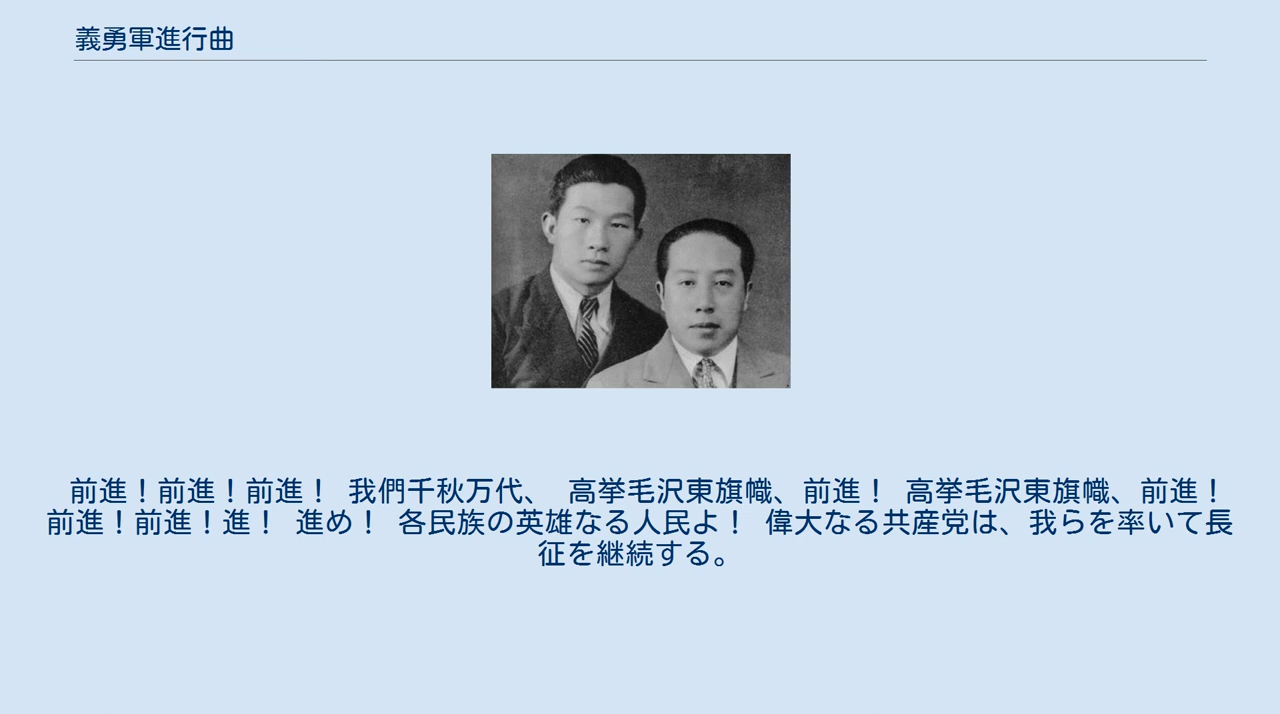 義勇軍進行曲
前進！前進！前進！ 我們千秋万代、 高挙毛沢東旗幟、前進！ 高挙毛沢東旗幟、前進！
前進！前進！進！ 進め！ 各民族の英雄なる人民よ！ 偉大なる共産党は、我らを率いて長
征を継続する。